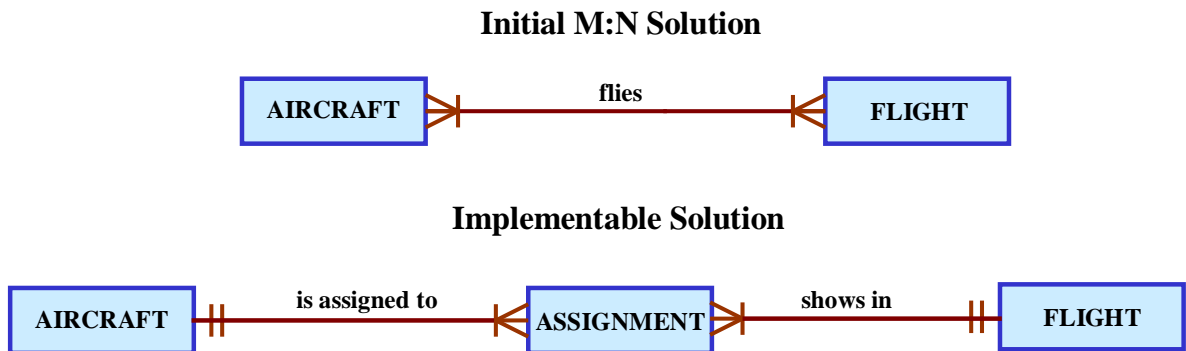 Initial M:N Solution
AIRCRAFT
flies
FLIGHT
Implementable Solution
AIRCRAFT
is assigned to
ASSIGNMENT
shows in
FLIGHT